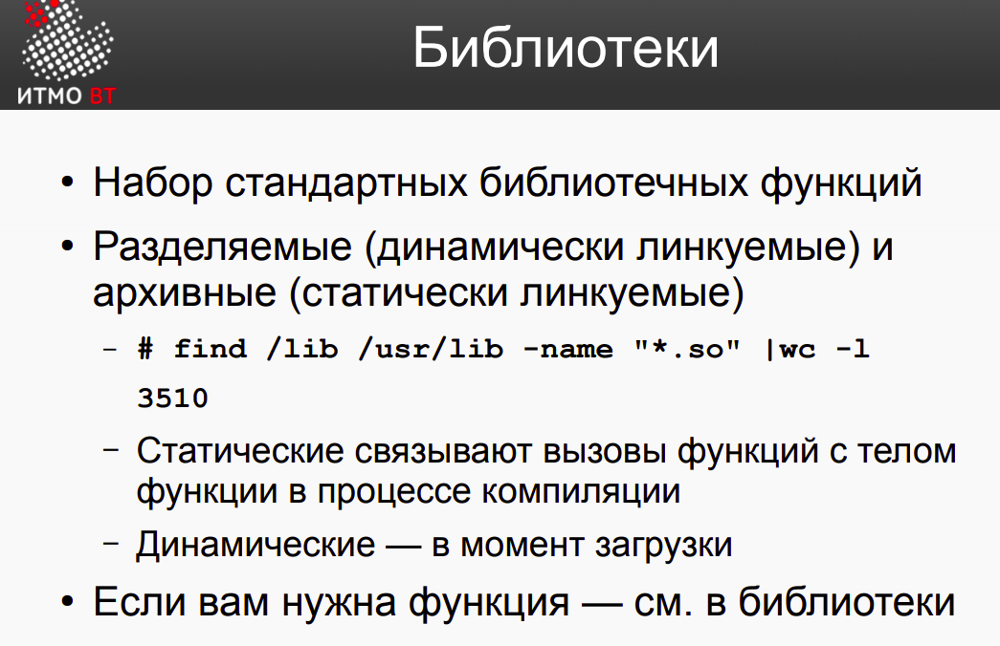 ИТМО ВТ
Библиотеки
• Набор стандартных библиотечных функций
• Разделяемые (динамически линкуемые) и
архивные (статически линкуемые)
– # find /lib /usr/lib -name "*.so" |wc -l
3510
– Статические связывают вызовы функций с телом
функции в процессе компиляции
– Динамические — в момент загрузки
• Если вам нужна функция — см. в библиотеки